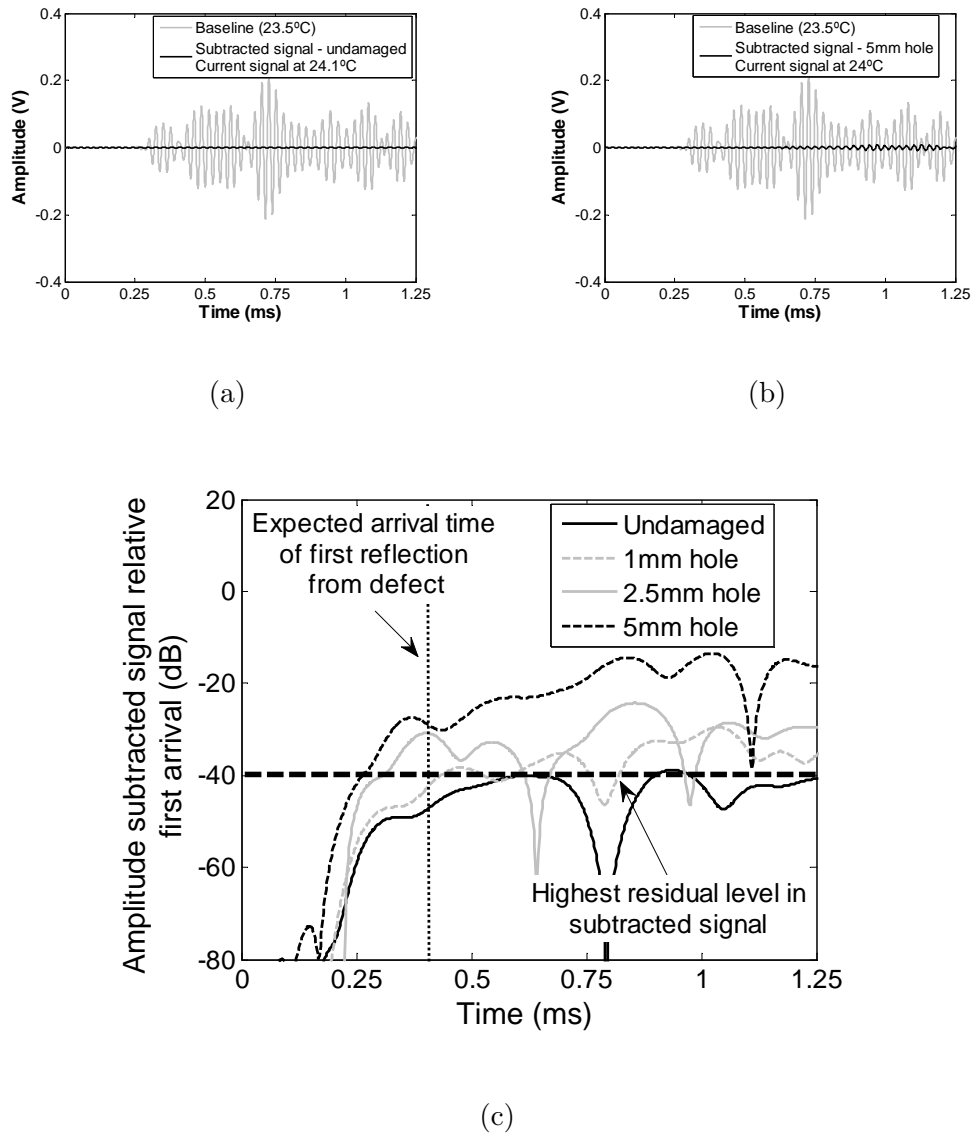 Baseline (23.5ºC)
Subtracted signal - undamaged
Current signal at 24.1ºC
Amplitude (V)
0.4
0.2
0
-0.2
-0.4
0 0.25 0.5 0.75 1 1.25
Time (ms)
(a)
Baseline (23.5ºC)
Subtracted signal - 5mm hole
Current signal at 24ºC
Amplitude (V)
0.4
0.2
0
-0.2
-0.4
0 0.25 0.5 0.75 1 1.25
Time (ms)
(b)
Amplitude subtracted signal relative
first arrival (dB)
20
0
-20
-40
-60
-80
Expected arrival time
of first reflection
from defect
Undamaged
1mm hole
2.5mm hole
5mm hole
Highest residual level in
subtracted signal
0 0.25 0.5 0.75 1 1.25
Time (ms)
(c)